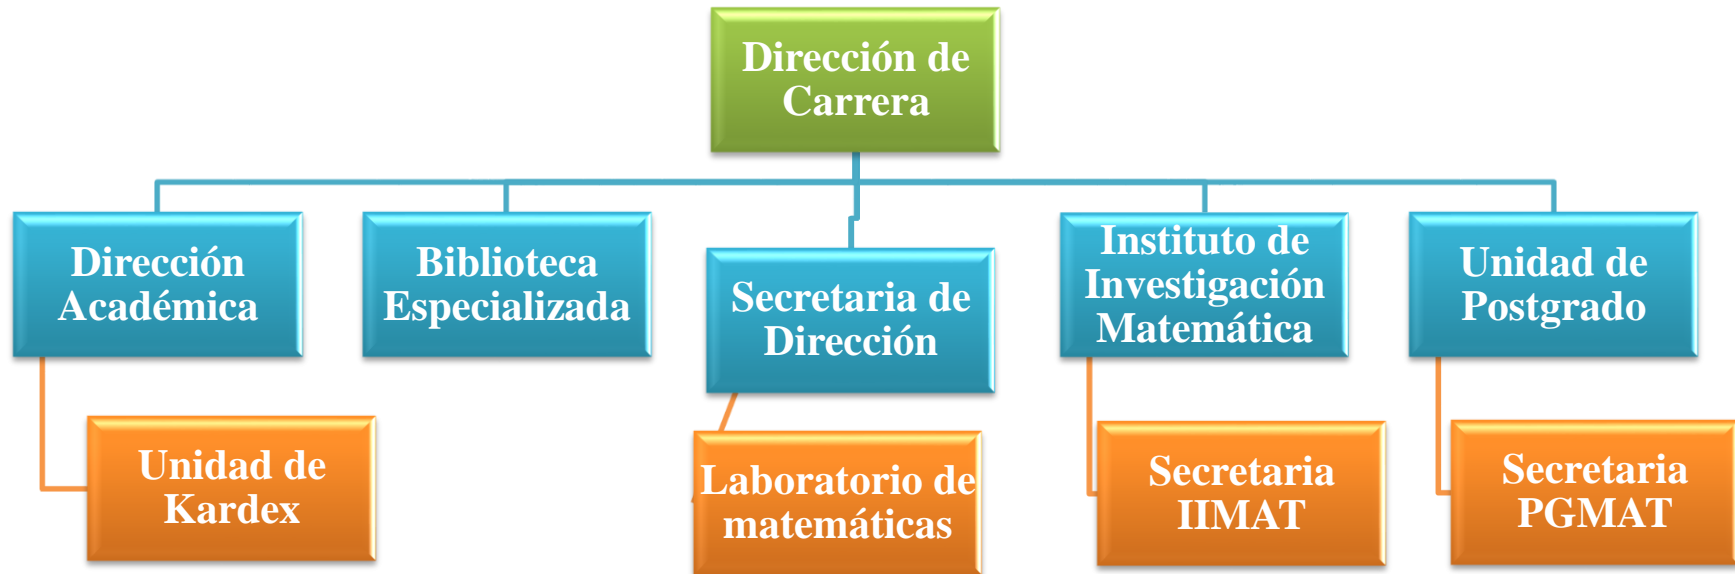 Dirección de
Carrera
Dirección
Académica
Biblioteca
Especializada
Secretaria de
Dirección
Instituto de
Investigación
Matemática
Unidad de
Postgrado
Unidad de
Kardex
Laboratorio de
matemáticas
Secretaria
IIMAT
Secretaria
PGMAT